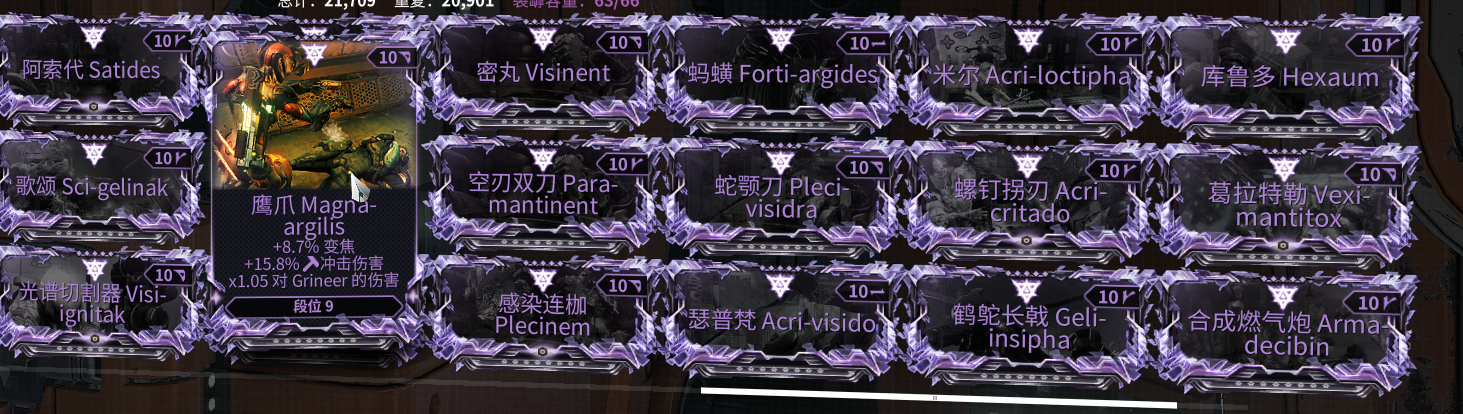 总计：21,709 重复：20,901 裂罅容量：63/66
10
阿索代 Satides
10
鹰爪 Magna-
argilis
+8.7% 变焦
+15.8% 冲击伤害
x1.05 对 Grineer 的伤害
段位 9
10
密丸 Visinent
10
蚂蟥 Forti-argides
10
米尔 Acri-loctipha
10
库鲁多 Hexaum
10
歌颂 Sci-gelinak
10
空刃双刀 Para-
mantinent
10
蛇颚刀 Pleci-
visidra
10
螺钉拐刃 Acri-
critado
10
葛拉特勒 Vexi-
mantitox
10
光谱切割器 Visi-
ignitak
10
感染连枷
Plecinem
10
瑟普梵 Acri-visido
10
鹤鸵长戟 Geli-
insipha
10
合成燃气炮 Arma-
decibin